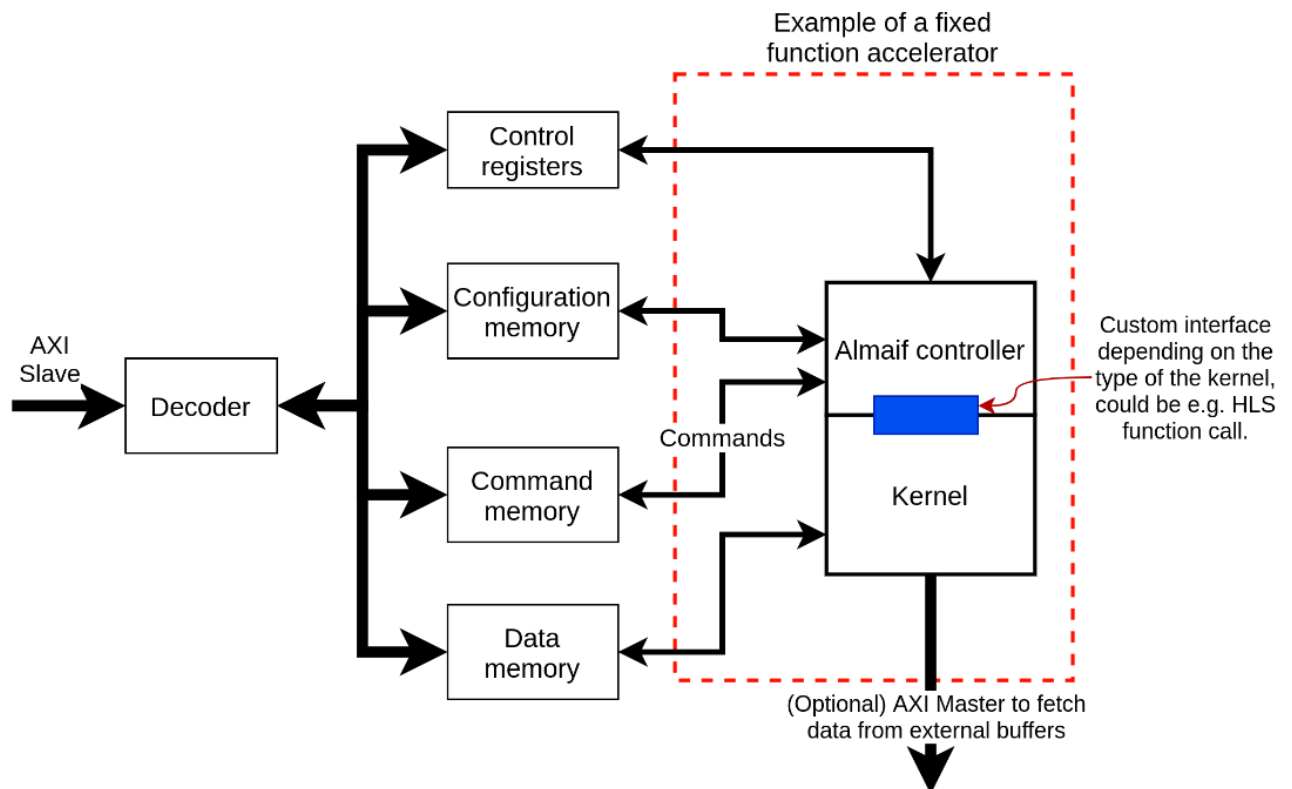 Example of a fixed
function accelerator
Control
registers
Configuration
memory
Almaif controller
Custom interface
depending on the
type of the kernel,
could be e.g. HLS
function call.
AXI
Slave
Decoder
Commands
Command
memory
Kernel
Data
memory
(Optional) AXI Master to fetch
data from external buffers